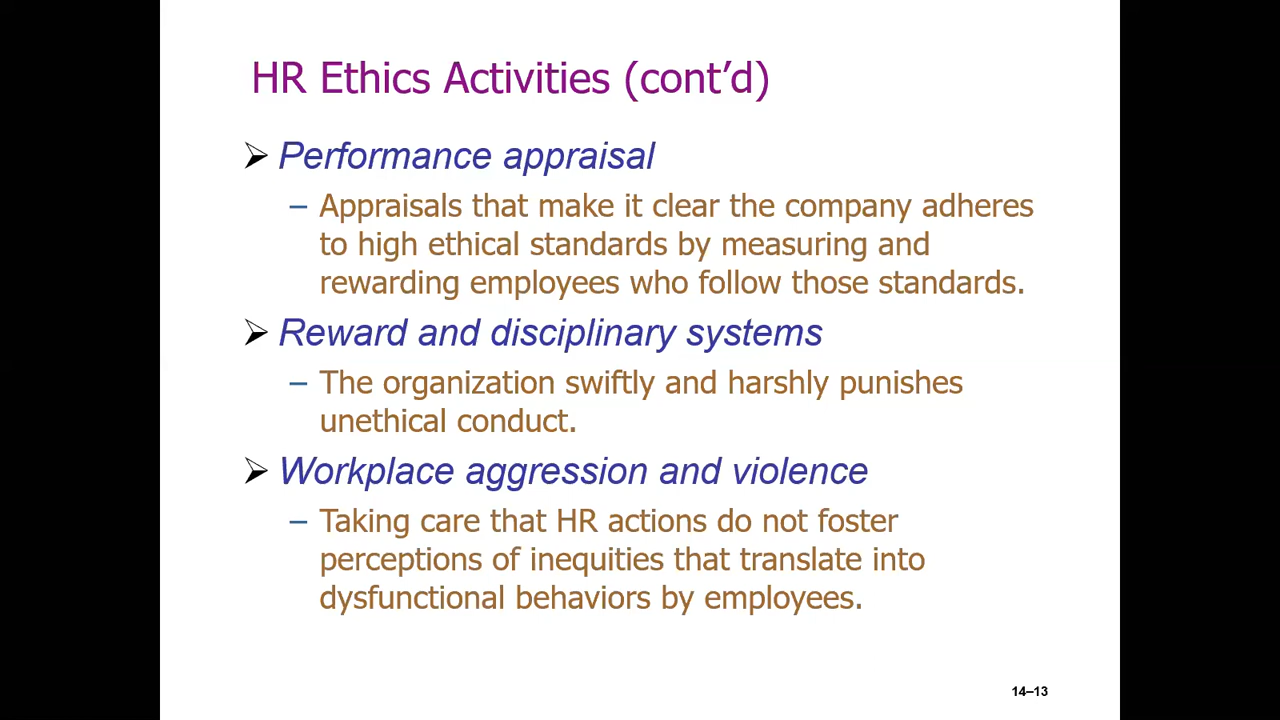 HR Ethics Activities (cont’d)
➢ Performance appraisal
– Appraisals that make it clear the company adheres
to high ethical standards by measuring and
rewarding employees who follow those standards.
➢ Reward and disciplinary systems
– The organization swiftly and harshly punishes
unethical conduct.
➢ Workplace aggression and violence
– Taking care that HR actions do not foster
perceptions of inequities that translate into
dysfunctional behaviors by employees.
14–13